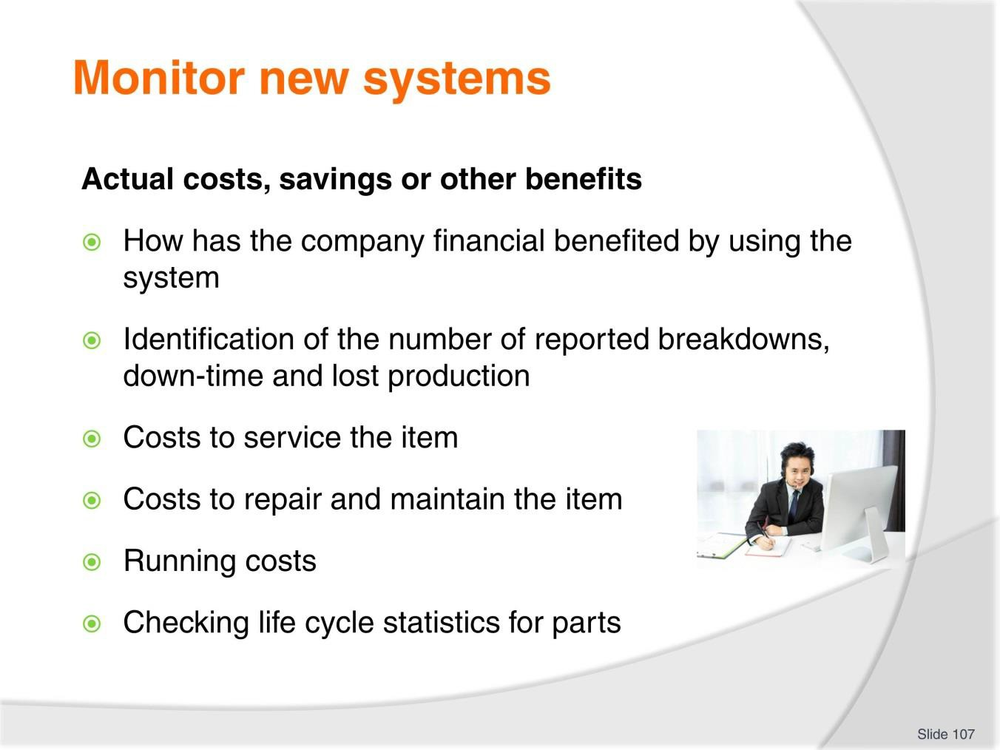 Monitor new systems
Actual costs, savings or other benefits
How has the company financial benefited by using the
system
Identification of the number of reported breakdowns,
down-time and lost production
Costs to service the item
Costs to repair and maintain the item
Running costs
Checking life cycle statistics for parts
Slide 107